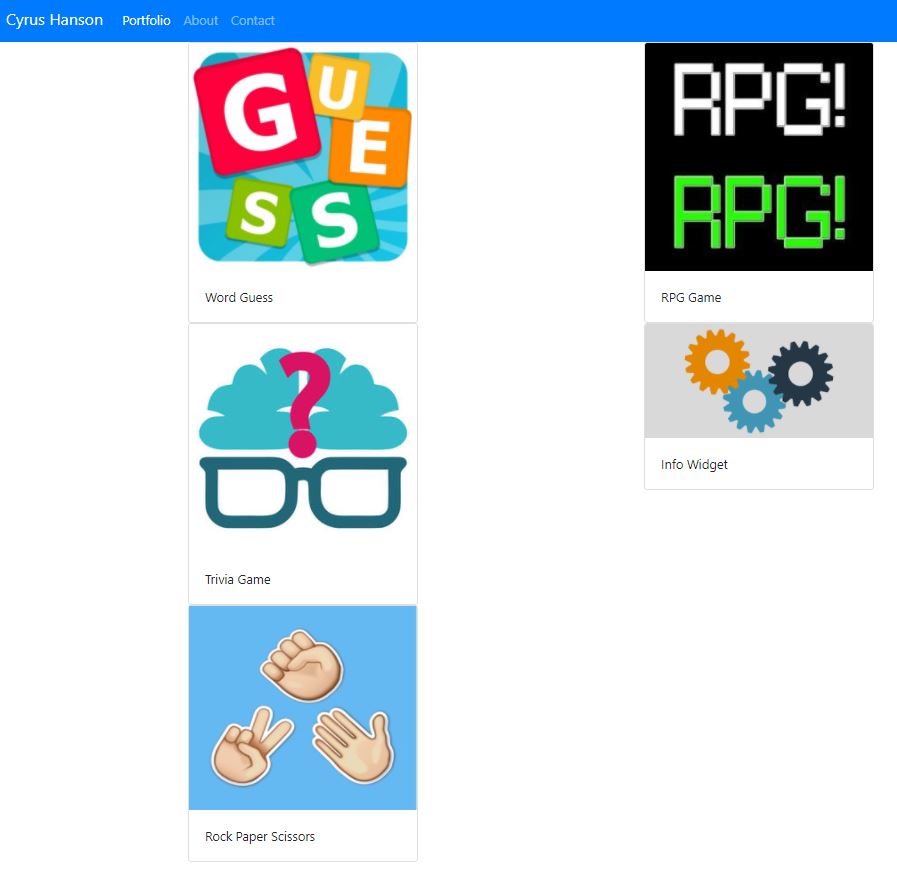 Cyrus Hanson Portfolio About Contact
GUESS
Word Guess
?
Trivia Game
Rock Paper Scissors
RPG!
RPG!
RPG Game
Info Widget